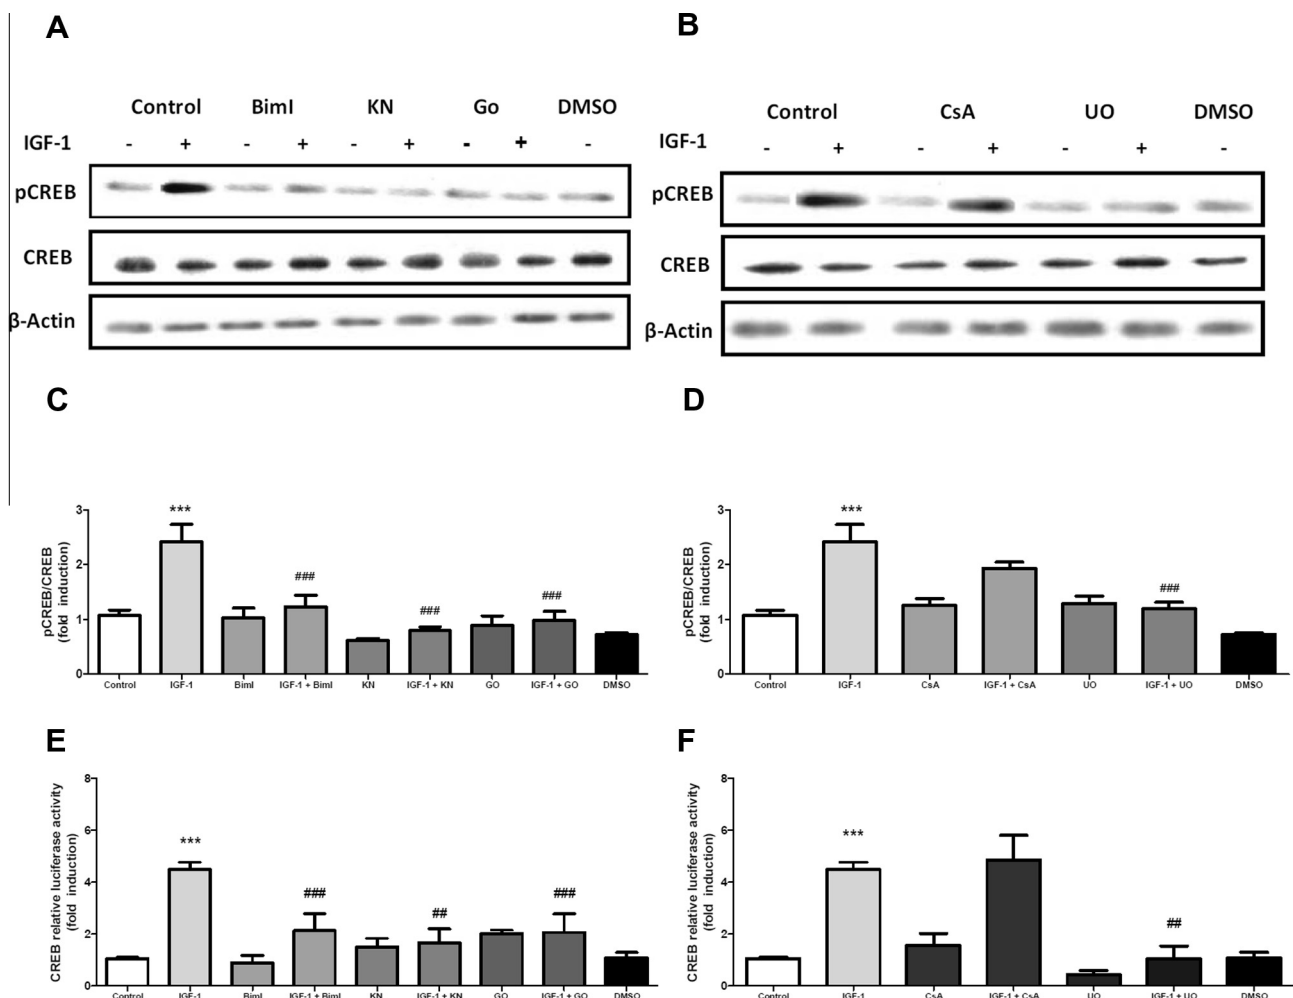 A
Control BimI KN Go DMSO
IGF-1 - + - + - + - + -
pCREB
CREB
β-Actin
B
Control CsA UO DMSO
IGF-1 - + - + - + -
pCREB
CREB
β-Actin
C
pCREB/CREB
(fold induction)
3
2
1
0
***
###
###
###
Control IGF-1 BimI IGF-1 + BimI KN IGF-1 + KN GO IGF-1 + GO DMSO
D
pCREB/CREB
(fold induction)
3
2
1
0
***
###
Control IGF-1 CsA IGF-1 + CsA UO IGF-1 + UO DMSO
E
CREB relative luciferase activity
(fold induction)
8
6
4
2
0
***
###
##
###
Control IGF-1 BimI IGF-1 + BimI KN IGF-1 + KN GO IGF-1 + GO DMSO
F
CREB relative luciferase activity
(fold induction)
8
6
4
2
0
***
##
Control IGF-1 CsA IGF-1 + CsA UO IGF-1 + UO DMSO